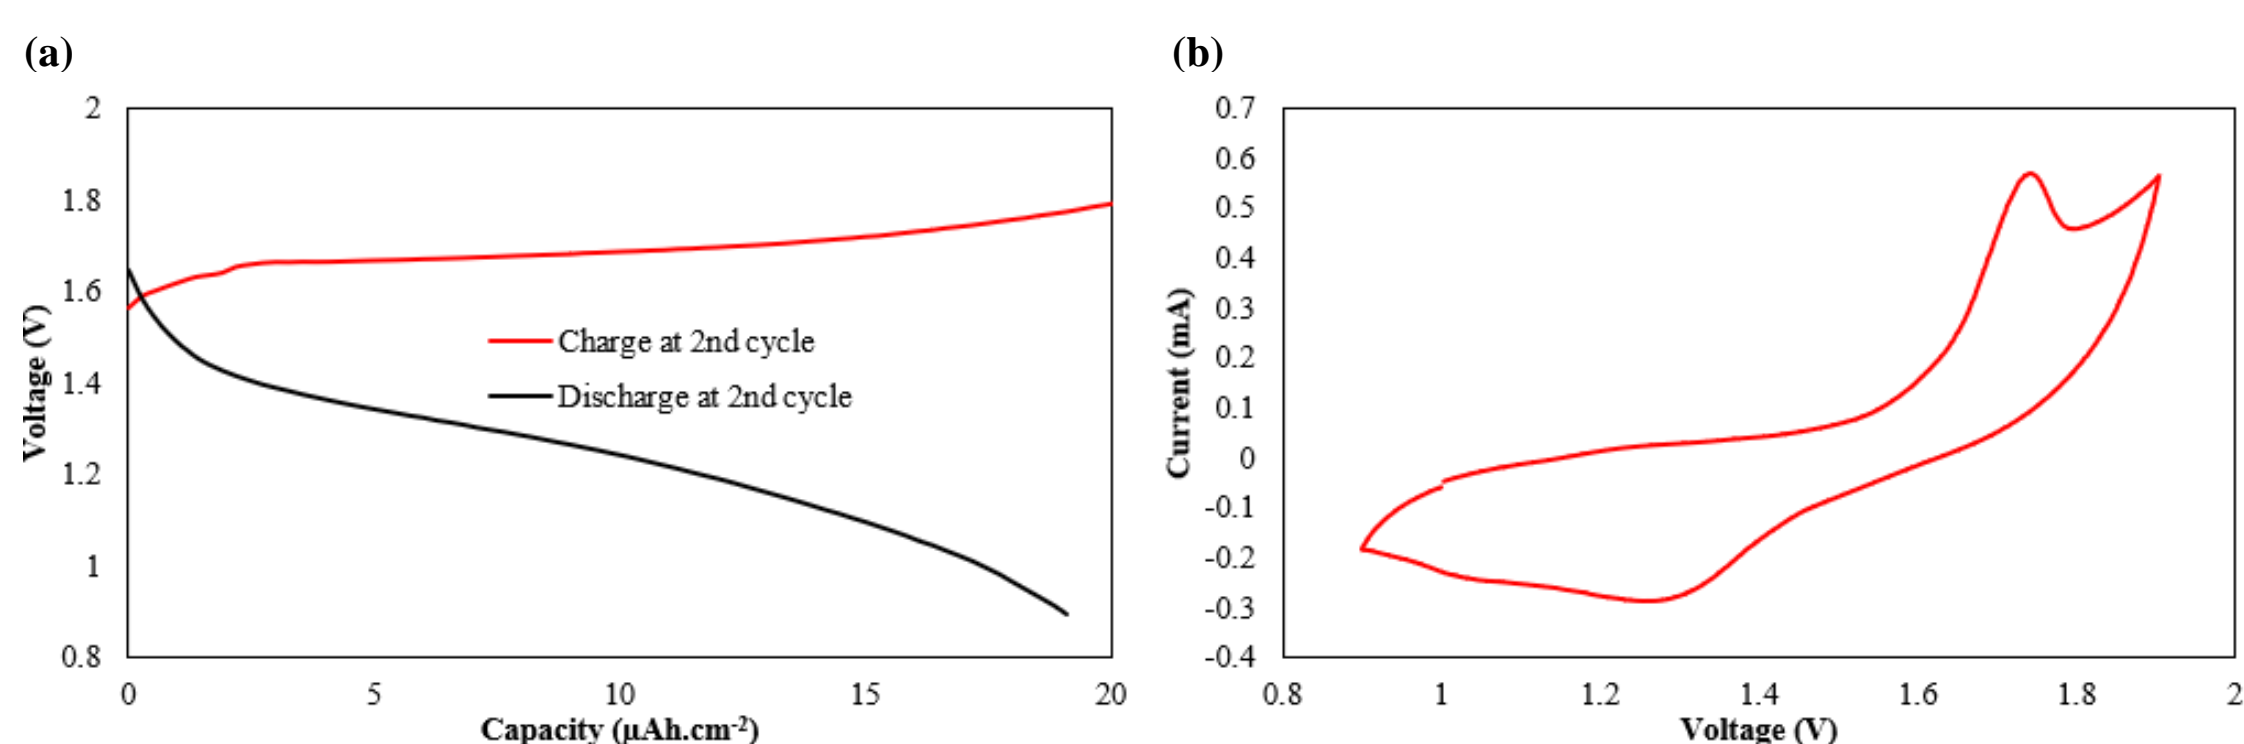 (a)
(b)
2
1.8
1.6
1.4
1.2
1
0.8
Voltage (V)
Charge at 2nd cycle
Discharge at 2nd cycle
0 5 10 15 20
Capacity (µAh.cm⁻²)
0.7
0.6
0.5
0.4
0.3
0.2
0.1
0
-0.1
-0.2
-0.3
-0.4
Current (mA)
0.8 1 1.2 1.4 1.6 1.8 2
Voltage (V)